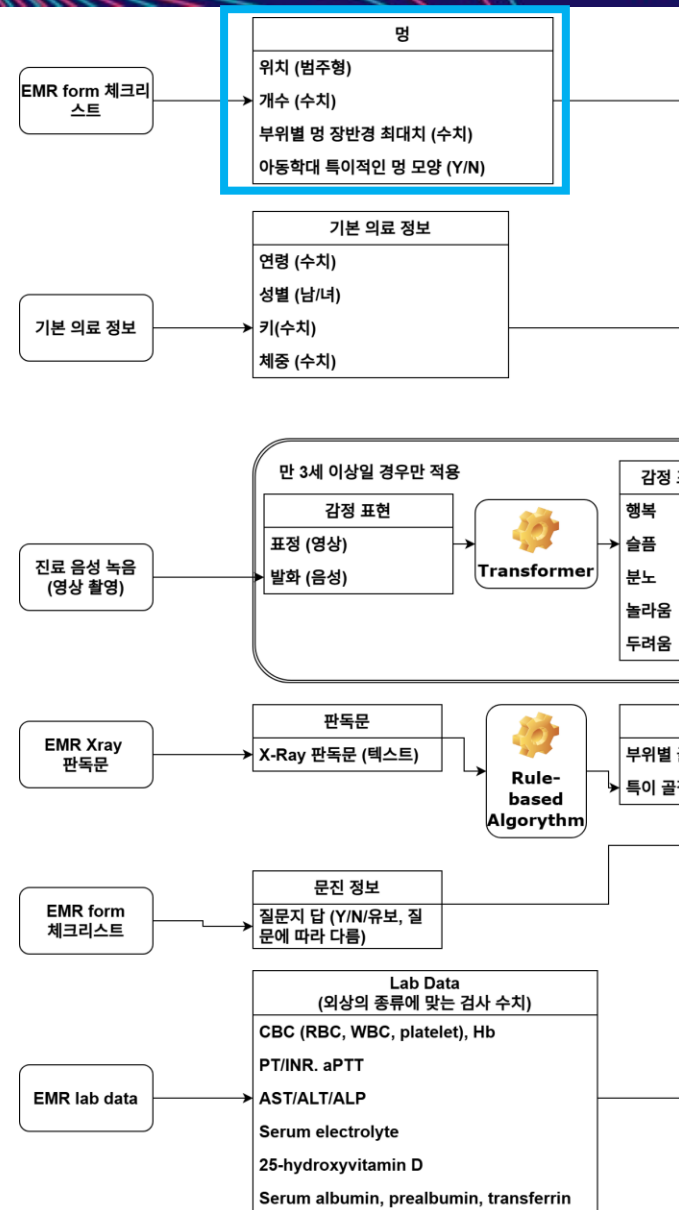 EMR form 체크리
스트
멍
위치 (범주형)
개수 (수치)
부위별 멍 장반경 최대치 (수치)
아동학대 특이적인 멍 모양 (Y/N)
기본 의료 정보
기본 의료 정보
연령 (수치)
성별 (남/녀)
키(수치)
체중 (수치)
진료 음성 녹음
(영상 촬영)
만 3세 이상일 경우만 적용
감정 표현
표정 (영상)
발화 (음성)
Transformer
감정
행복
슬픔
분노
놀라움
두려움
EMR Xray
판독문
판독문
X-Ray 판독문 (텍스트)
Rule-
based
Algorythm
부위별
특이
EMR form
체크리스트
문진 정보
질문지 답 (Y/N/유보, 질
문에 따라 다름)
EMR lab data
Lab Data
(외상의 종류에 맞는 검사 수치)
CBC (RBC, WBC, platelet), Hb
PT/INR. aPTT
AST/ALT/ALP
Serum electrolyte
25-hydroxyvitamin D
Serum albumin, prealbumin, transferrin